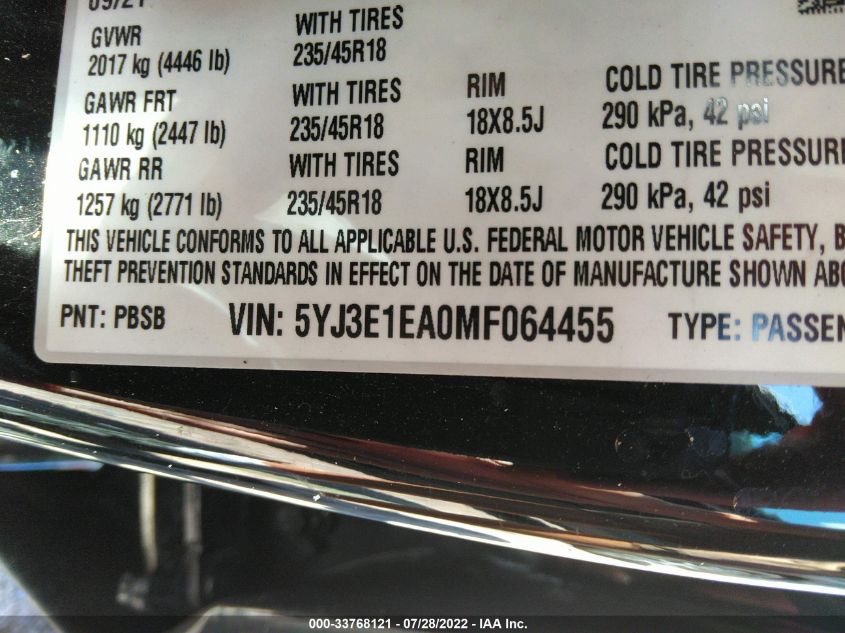 09/21
GVWR WITH TIRES
2017 kg (4446 lb) 235/45R18
GAWR FRT WITH TIRES RIM COLD TIRE PRESSURE
1110 kg (2447 lb) 235/45R18 18X8.5J 290 kPa, 42 psi
GAWR RR WITH TIRES RIM COLD TIRE PRESSURE
1257 kg (2771 lb) 235/45R18 18X8.5J 290 kPa, 42 psi
THIS VEHICLE CONFORMS TO ALL APPLICABLE U.S. FEDERAL MOTOR VEHICLE SAFETY, B
THEFT PREVENTION STANDARDS IN EFFECT ON THE DATE OF MANUFACTURE SHOWN ABO
PNT: PBSB VIN: 5YJ3E1EA0MF064455 TYPE: PASSEN
000-33768121 - 07/28/2022 - IAA Inc.